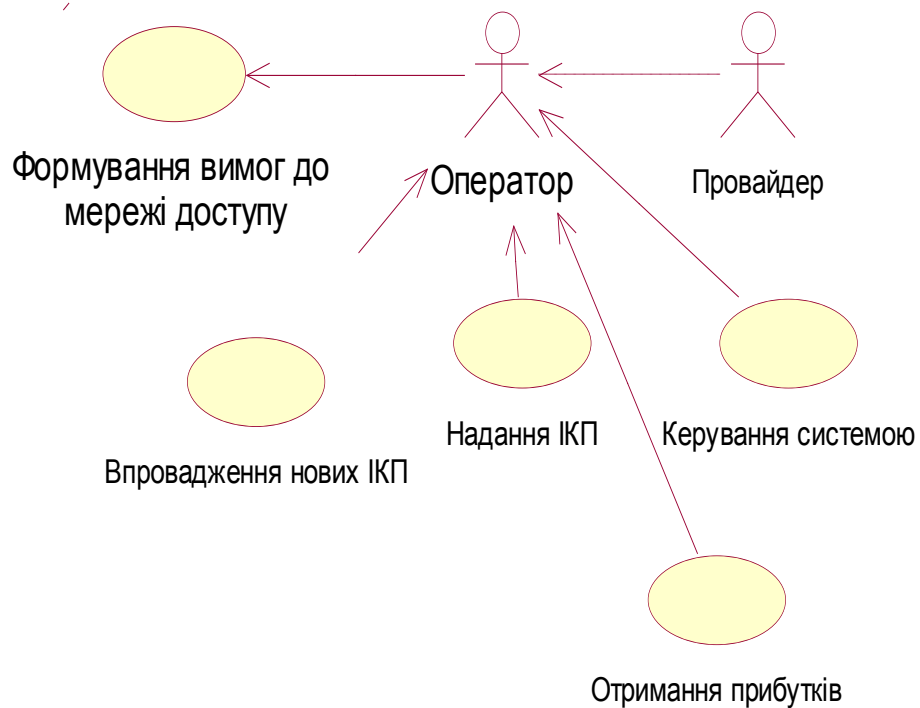 Формування вимог до
мережі доступу
Оператор
Провайдер
Впровадження нових ІКП
Надання ІКП
Керування системою
Отримання прибутків